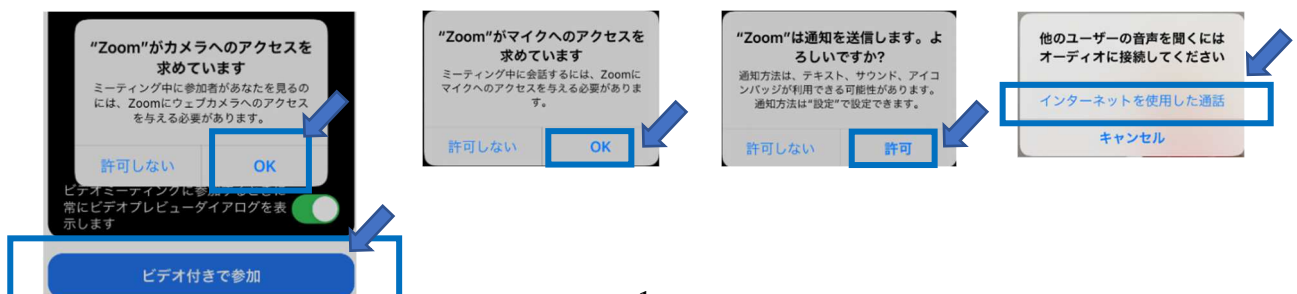 "Zoom"がカメラへのアクセスを
求めています
ミーティング中に参加者があなたを見るの
には、Zoomにウェブカメラへのアクセス
を与える必要があります。
許可しない
OK
常にビデオプレビューダイアログを表
示します
ビデオ付きで参加
"Zoom"がマイクへのアクセスを
求めています
ミーティング中に会話するには、Zoomに
マイクへのアクセスを与える必要がありま
す。
許可しない
OK
"Zoom"は通知を送信します。よ
ろしいですか?
通知方法は、テキスト、サウンド、アイコ
ンバッジが利用できる可能性があります。
通知方法は"設定"で設定できます。
許可しない
許可
他のユーザーの音声を聞くには
オーディオに接続してください
インターネットを使用した通話
キャンセル